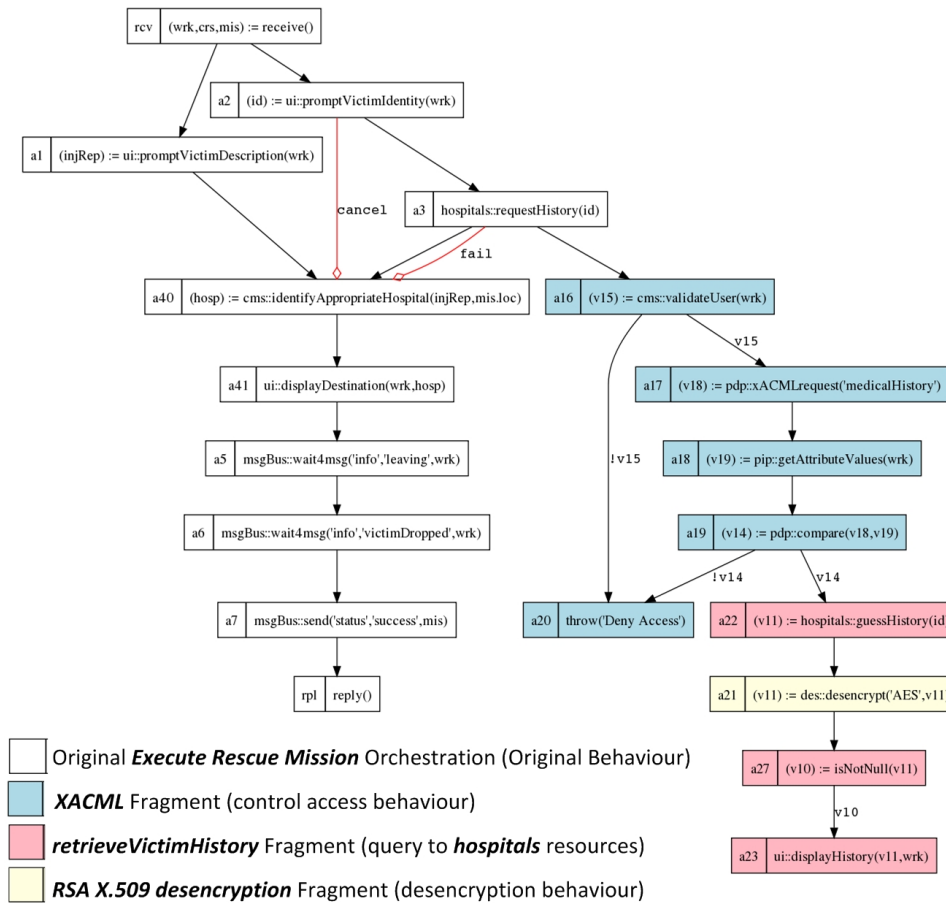 rcv (wrk,crs,mis) := receive()
a2 (id) := ui::promptVictimIdentity(wrk)
a1 (injRep) := ui::promptVictimDescription(wrk)
cancel
a3 hospitals::requestHistory(id)
fail
a40 (hosp) := cms::identifyAppropriateHospital(injRep,mis.loc)
a16 (v15) := cms::validateUser(wrk)
v15
a41 ui::displayDestination(wrk,hosp)
a17 (v18) := pdp::xACMLrequest('medicalHistory')
a5 msgBus::wait4msg('info','leaving',wrk)
!v15
a18 (v19) := pip::getAttributeValues(wrk)
a6 msgBus::wait4msg('info','victimDropped',wrk)
a19 (v14) := pdp::compare(v18,v19)
!v14
v14
a7 msgBus::send('status','success',mis)
a20 throw('Deny Access')
a22 (v11) := hospitals::guessHistory(id
rpl reply()
a21 (v11) := des::desencrypt('AES',v11
Original Execute Rescue Mission Orchestration (Original Behaviour)
a27 (v10) := isNotNull(v11)
XACML Fragment (control access behaviour)
v10
retrieveVictimHistory Fragment (query to hospitals resources)
a23 ui::displayHistory(v11,wrk)
RSA X.509 desencryption Fragment (desencryption behaviour)